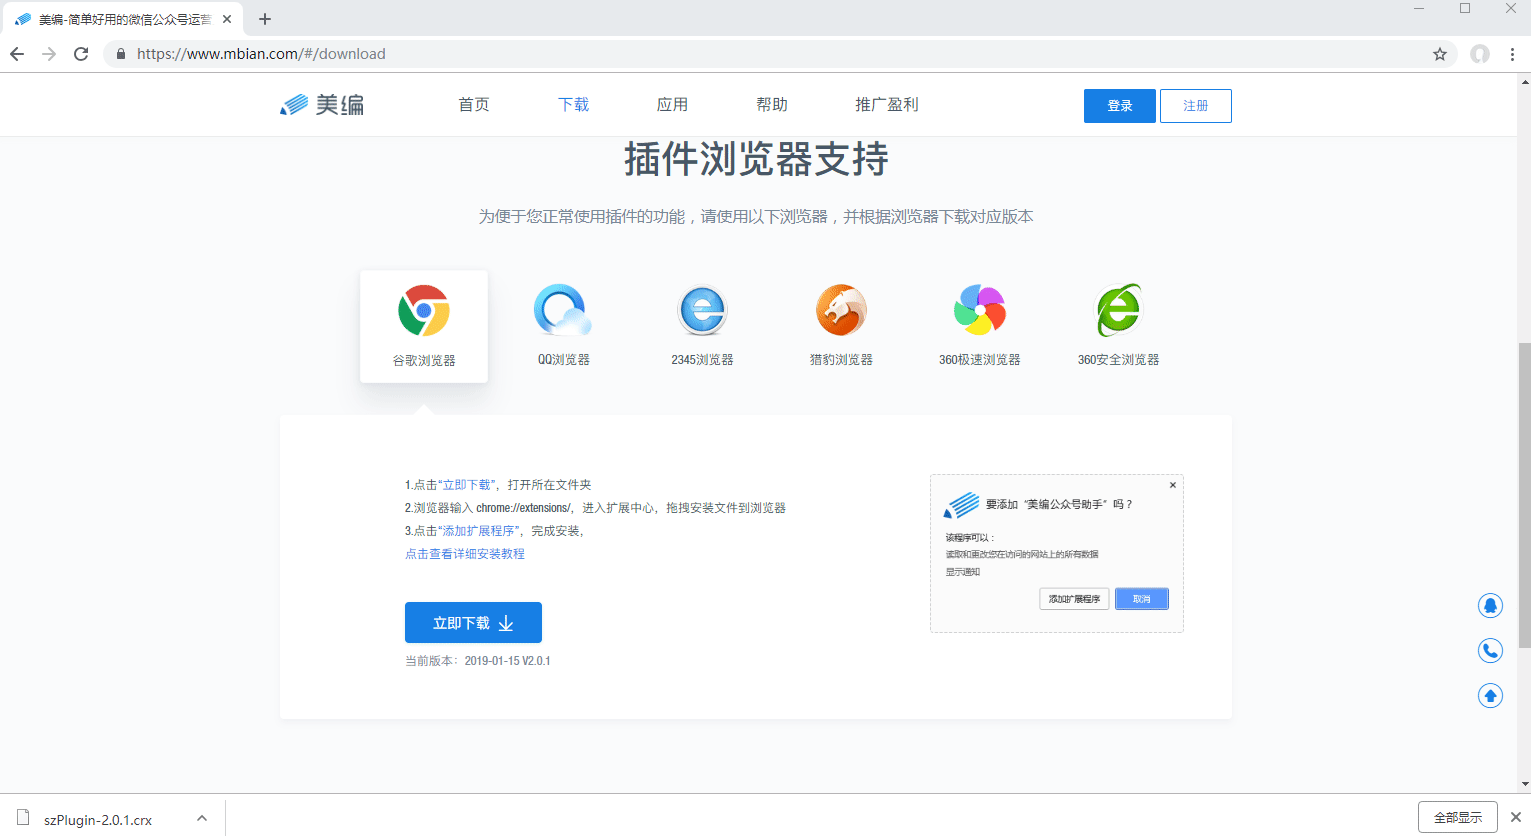 美编-简单好用的微信公众号运营
https://www.mbian.com/#/download
美编 首页 下载 应用 帮助 推广盈利 登录 注册
插件浏览器支持
为便于您正常使用插件的功能，请使用以下浏览器，并根据浏览器下载对应版本
谷歌浏览器 QQ浏览器 2345浏览器 猎豹浏览器 360极速浏览器 360安全浏览器
1.点击“立即下载”，打开所在文件夹
2.浏览器输入 chrome://extensions/，进入扩展中心，拖拽安装文件到浏览器
3.点击“添加扩展程序”，完成安装，
点击查看详细安装教程
立即下载
当前版本：2019-01-15 V2.0.1
要添加“美编公众号助手”吗？
该程序可以：
读取和更改您在访问的网站上的所有数据
显示通知
添加扩展程序 取消
szPlugin-2.0.1.crx
全部显示